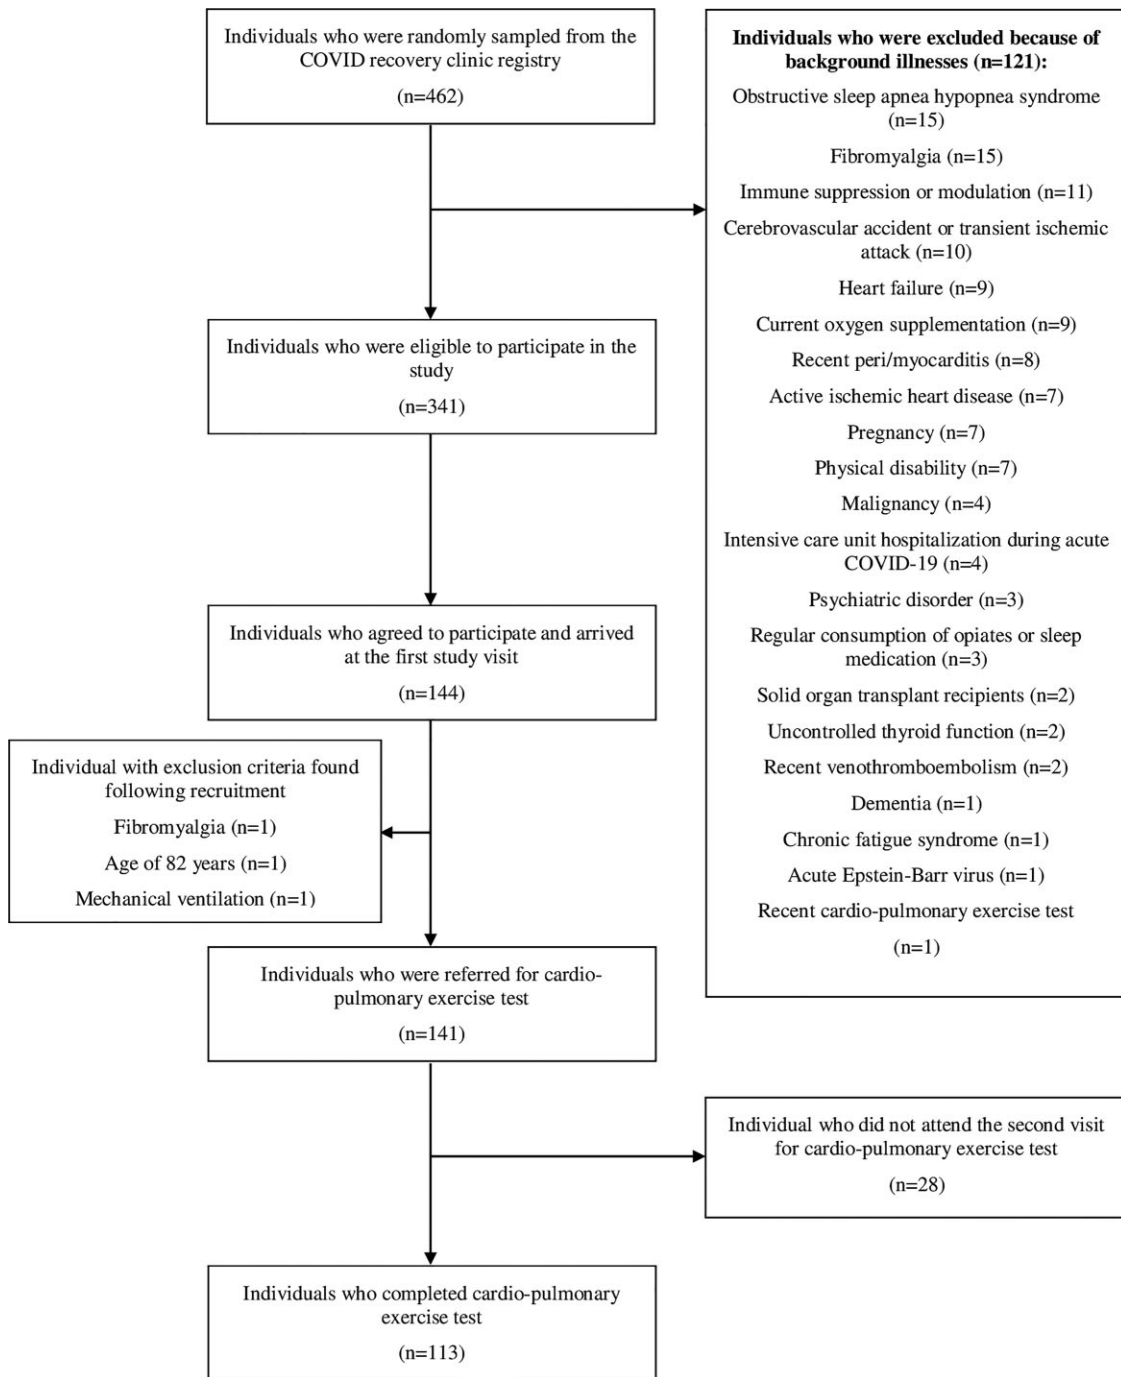 Individuals who were randomly sampled from the
COVID recovery clinic registry
(n=462)
Individuals who were excluded because of
background illnesses (n=121):
Obstructive sleep apnea hypopnea syndrome
(n=15)
Fibromyalgia (n=15)
Immune suppression or modulation (n=11)
Cerebrovascular accident or transient ischemic
attack (n=10)
Heart failure (n=9)
Current oxygen supplementation (n=9)
Recent peri/myocarditis (n=8)
Active ischemic heart disease (n=7)
Pregnancy (n=7)
Physical disability (n=7)
Malignancy (n=4)
Intensive care unit hospitalization during acute
COVID-19 (n=4)
Psychiatric disorder (n=3)
Regular consumption of opiates or sleep
medication (n=3)
Solid organ transplant recipients (n=2)
Uncontrolled thyroid function (n=2)
Recent venothromboembolism (n=2)
Dementia (n=1)
Chronic fatigue syndrome (n=1)
Acute Epstein-Barr virus (n=1)
Recent cardio-pulmonary exercise test
(n=1)
Individuals who were eligible to participate in the
study
(n=341)
Individuals who agreed to participate and arrived
at the first study visit
(n=144)
Individual with exclusion criteria found
following recruitment
Fibromyalgia (n=1)
Age of 82 years (n=1)
Mechanical ventilation (n=1)
Individuals who were referred for cardio-
pulmonary exercise test
(n=141)
Individual who did not attend the second visit
for cardio-pulmonary exercise test
(n=28)
Individuals who completed cardio-pulmonary
exercise test
(n=113)